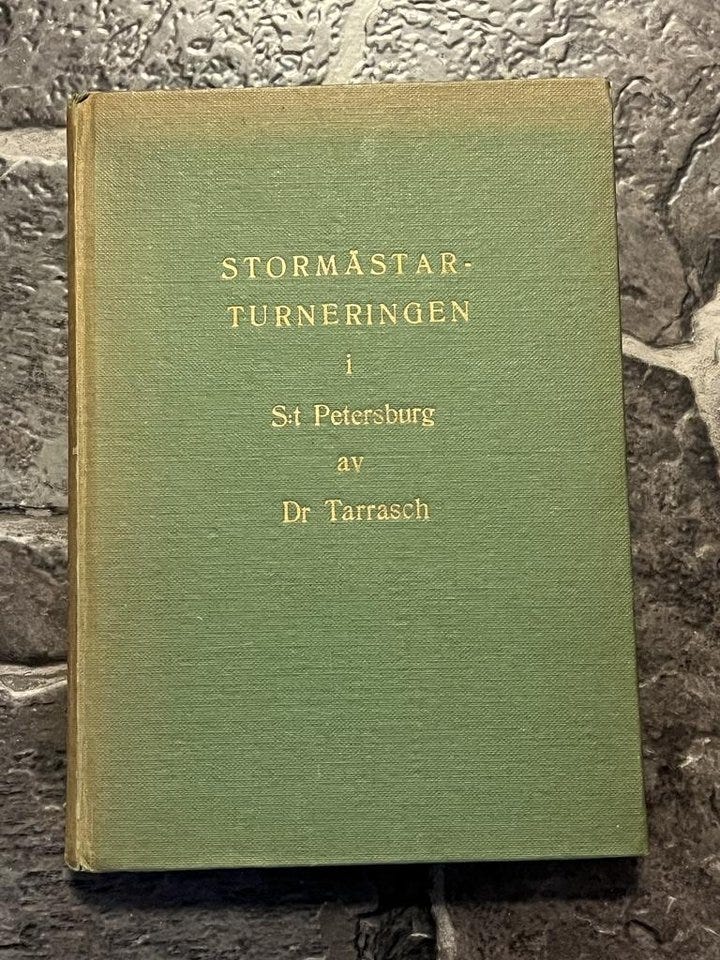 STORMÄSTAR-
TURNERINGEN
i
S:t Petersburg
av
Dr Tarrasch